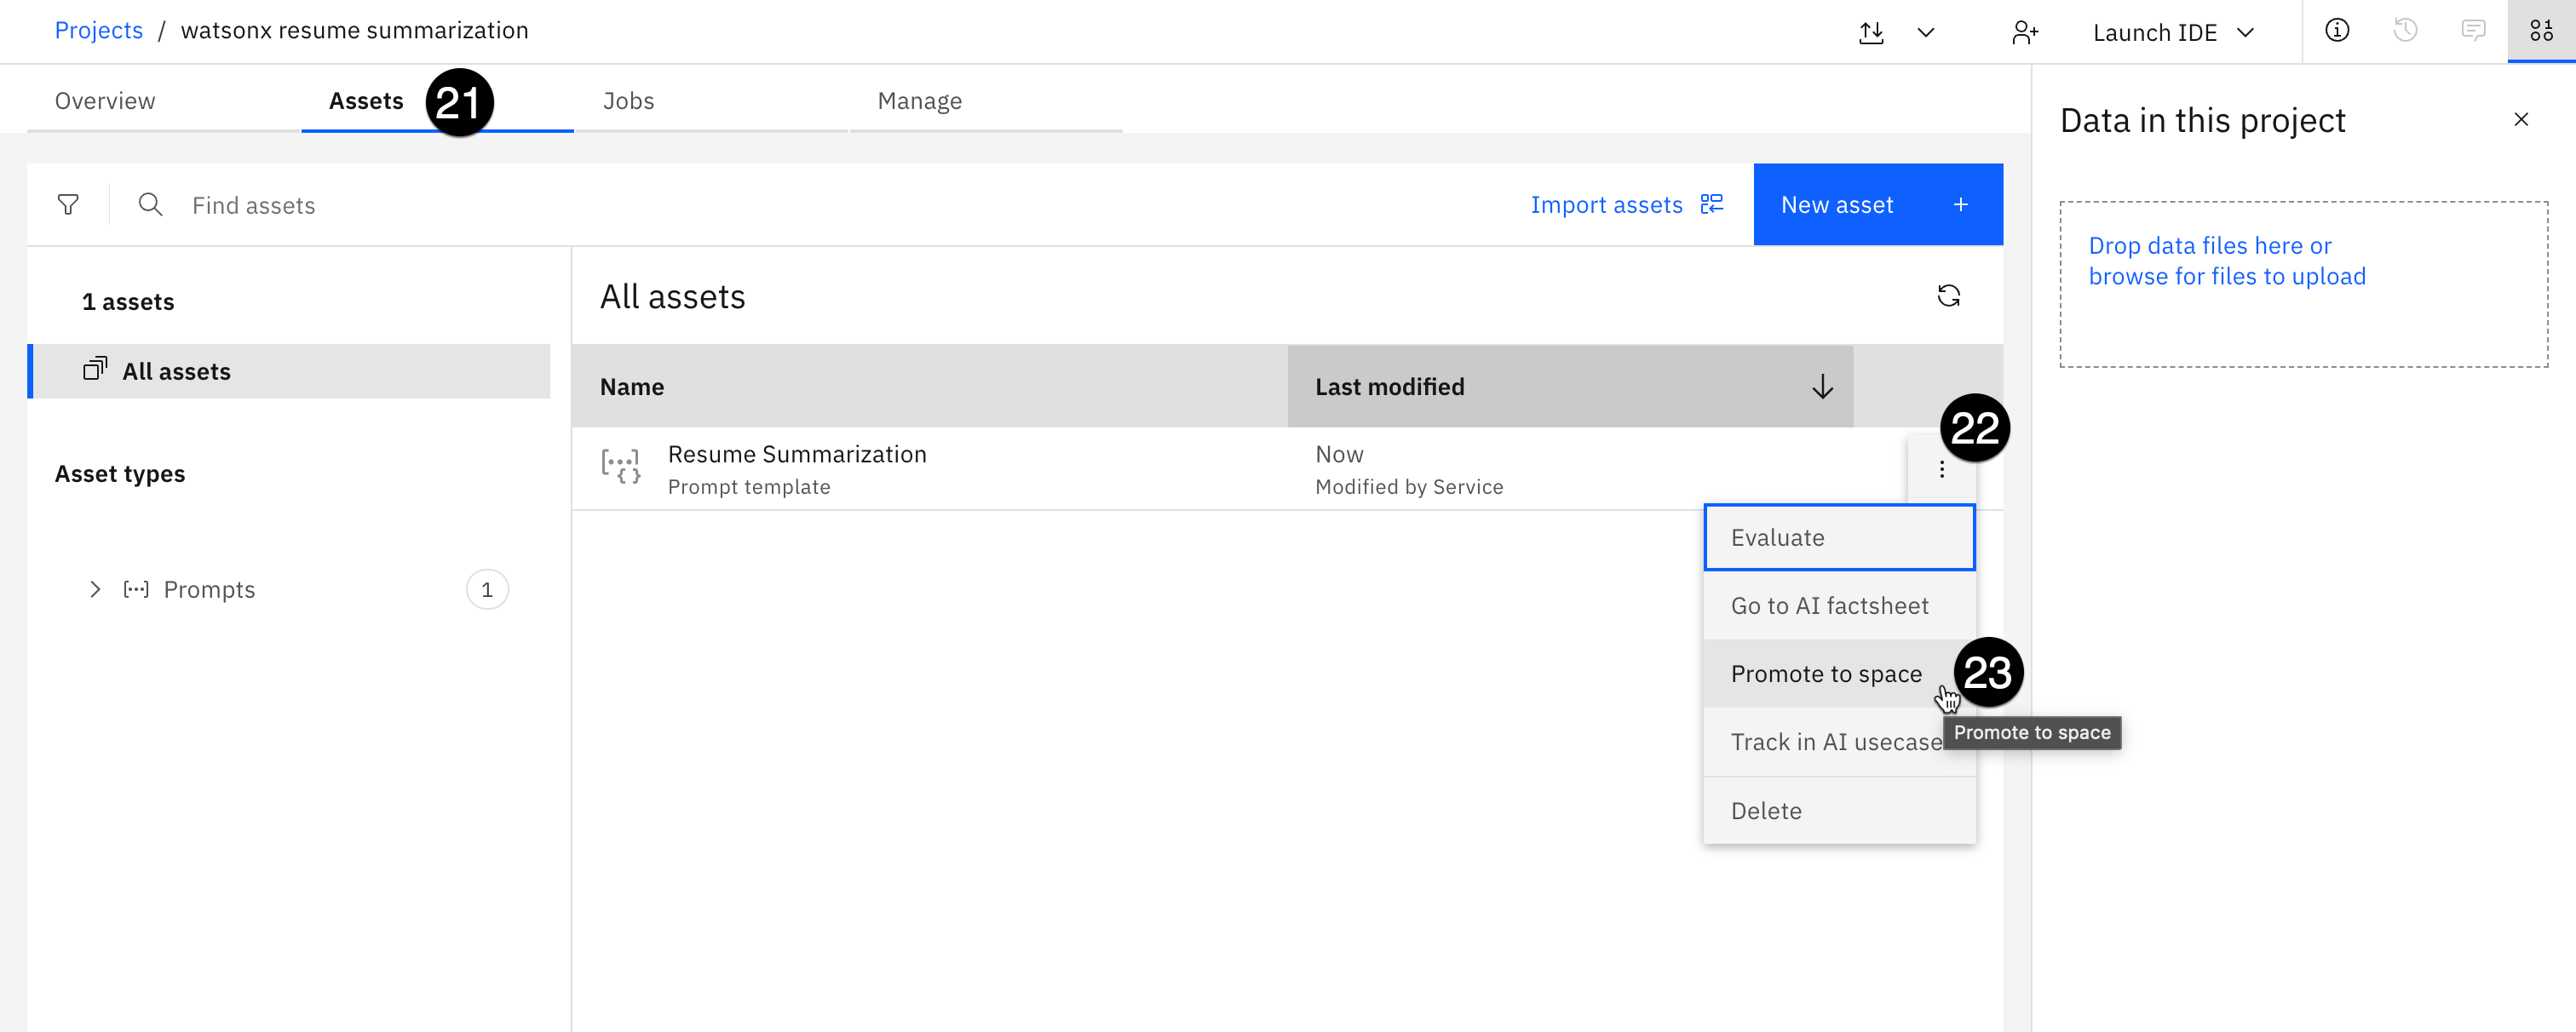 Projects / watsonx resume summarization
Launch IDE
Overview
Assets
21
Jobs
Manage
Data in this project
Find assets
Import assets
New asset +
Drop data files here or
browse for files to upload
1 assets
All assets
Asset types
Prompts
1
All assets
Name
Last modified
22
Resume Summarization
Prompt template
Now
Modified by Service
Evaluate
Go to AI factsheet
Promote to space
23
Promote to space
Track in AI usecase
Delete